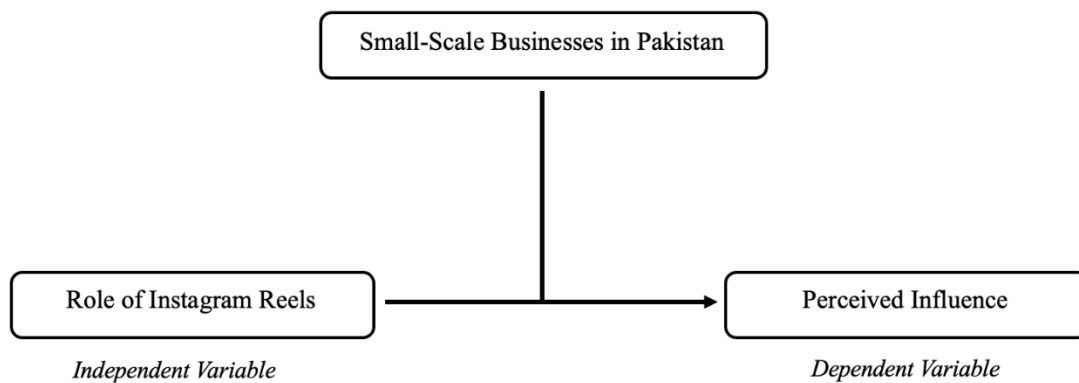 Small-Scale Businesses in Pakistan
Role of Instagram Reels
Perceived Influence
Independent Variable
Dependent Variable